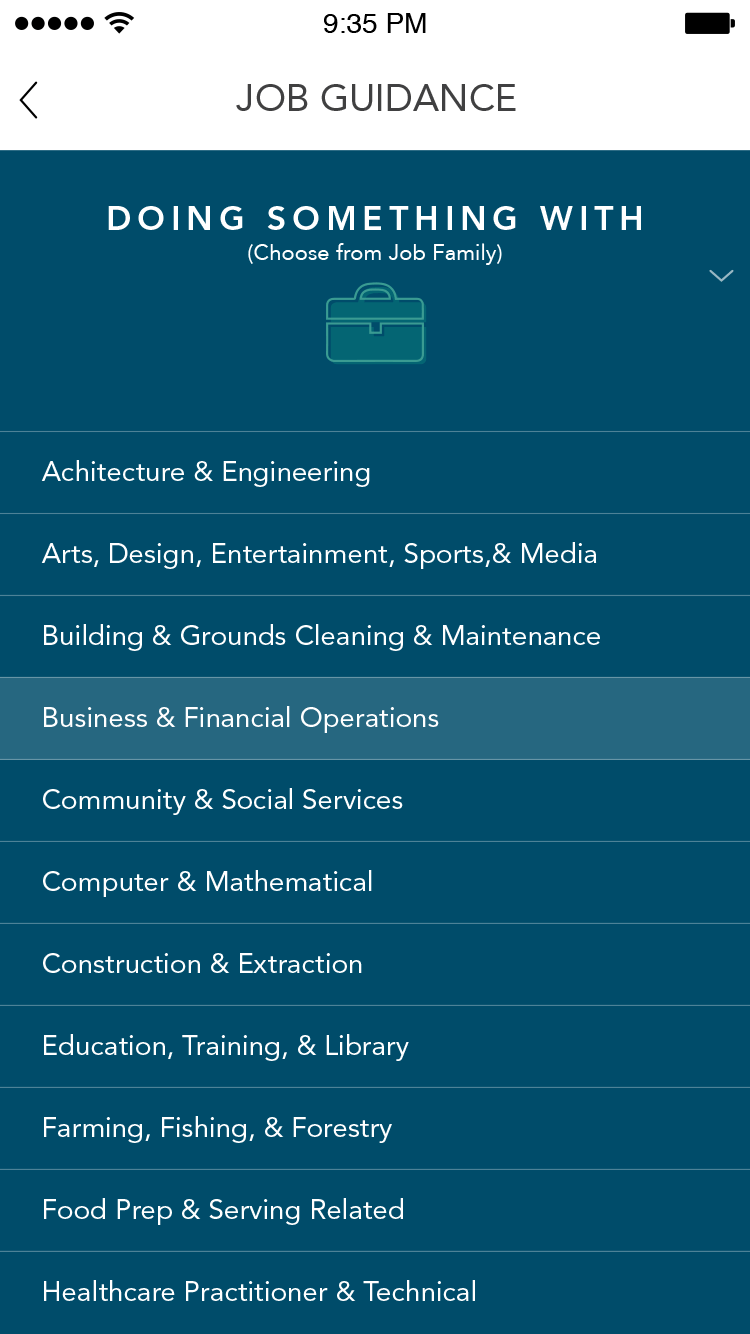 9:35 PM
JOB GUIDANCE
DOING SOMETHING WITH
(Choose from Job Family)
Achitecture & Engineering
Arts, Design, Entertainment, Sports,& Media
Building & Grounds Cleaning & Maintenance
Business & Financial Operations
Community & Social Services
Computer & Mathematical
Construction & Extraction
Education, Training, & Library
Farming, Fishing, & Forestry
Food Prep & Serving Related
Healthcare Practitioner & Technical